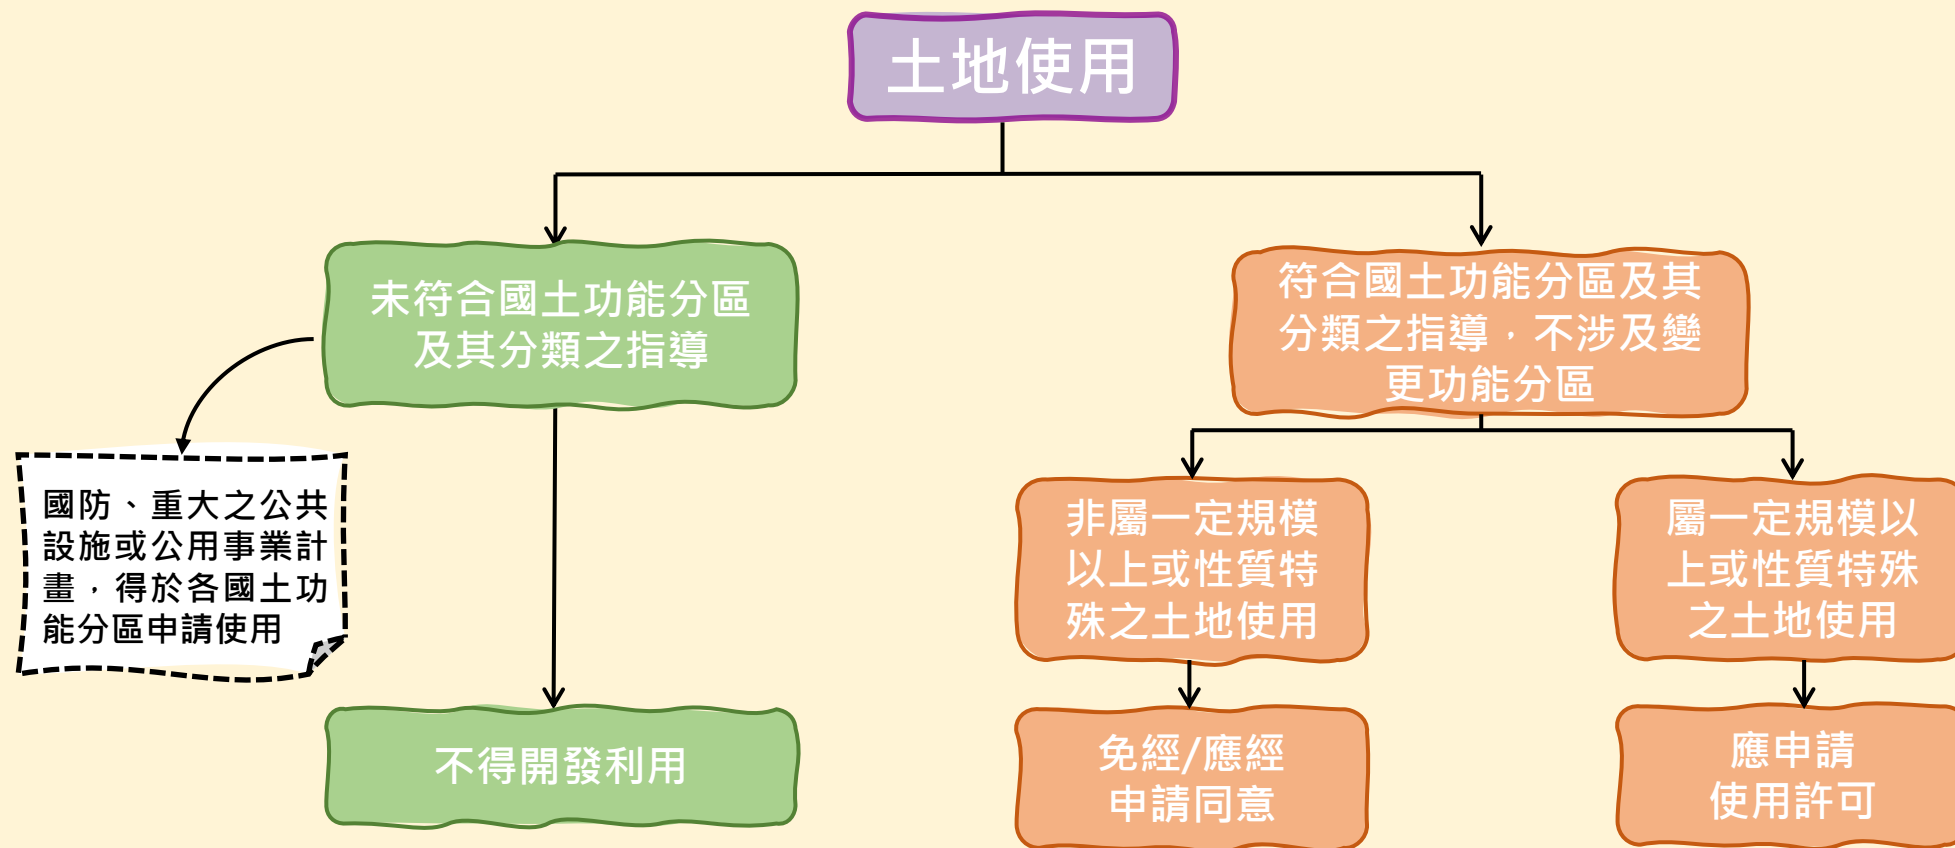 土地使用
未符合國土功能分區
及其分類之指導
符合國土功能分區及其
分類之指導，不涉及變
更功能分區
國防、重大之公共
設施或公用事業計
畫，得於各國土功
能分區申請使用
非屬一定規模
以上或性質特
殊之土地使用
屬一定規模以
上或性質特殊
之土地使用
不得開發利用
免經/應經
申請同意
應申請
使用許可